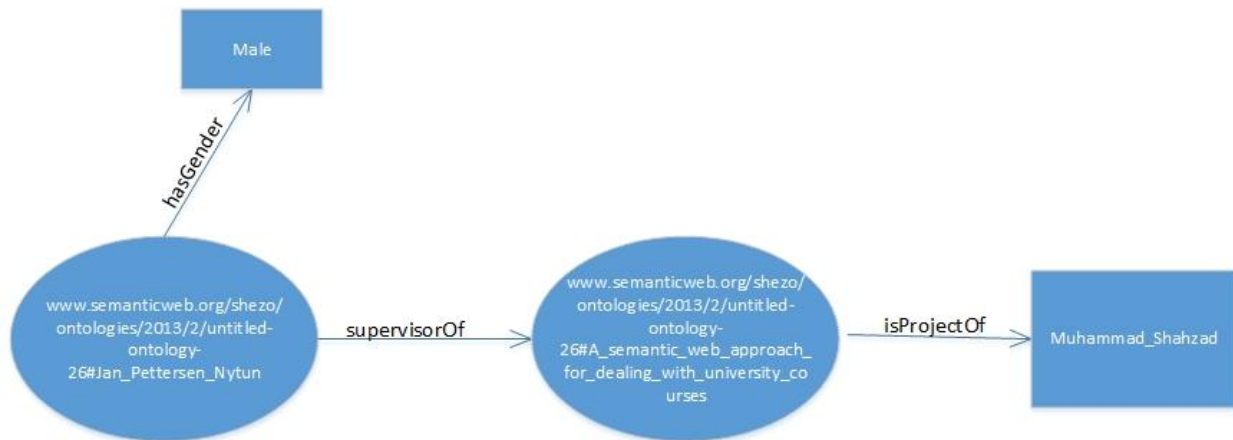 Male
hasGender
www.semanticweb.org/shezo/
ontologies/2013/2/untitled-
ontology-
26#Jan_Pettersen_Nytun
supervisorOf
www.semanticweb.org/shezo/
ontologies/2013/2/untitled-
ontology-
26#A_semantic_web_approach_
for_dealing_with_university_co
urses
isProjectOf
Muhammad_Shahzad